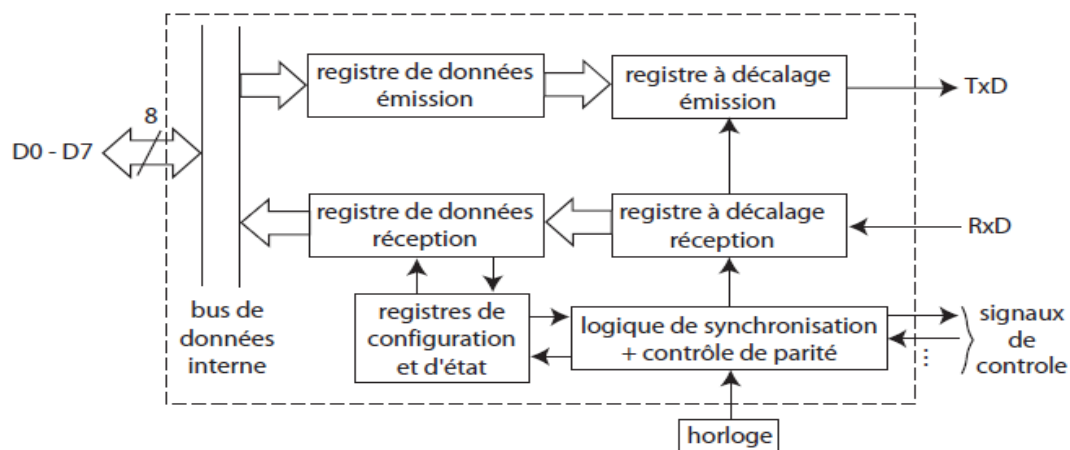 registre de données
émission
registre à décalage
émission
TxD
8
D0 - D7
registre de données
réception
registre à décalage
réception
RxD
bus de
données
interne
registres de
configuration
et d'état
logique de synchronisation
+ contrôle de parité
...
signaux
de
controle
horloge